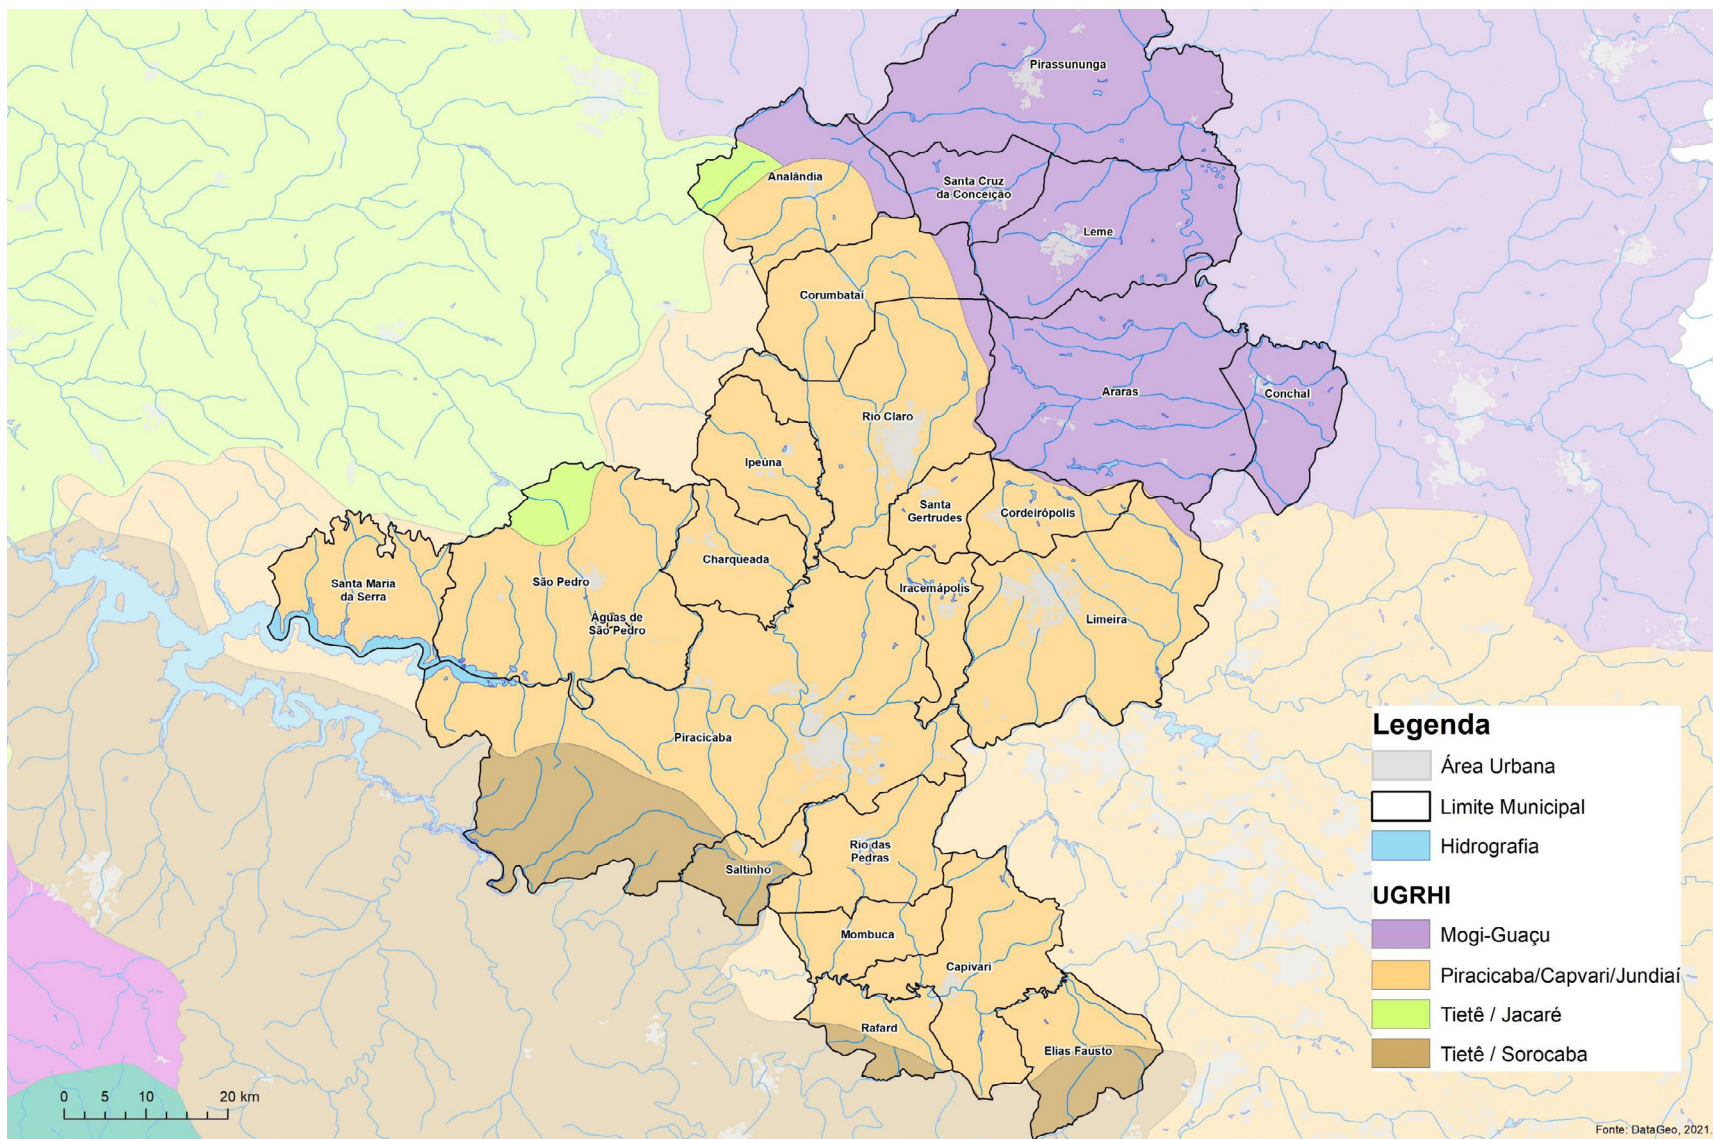 Pirassununga
Analândia
Santa Cruz
da Conceição
Leme
Corumbataí
Araras
Conchal
Rio Claro
Ipeúna
Santa
Gertrudes
Cordeirópolis
Charqueada
São Pedro
Santa Maria
da Serra
Iracemápolis
Águas de
São Pedro
Limeira
Piracicaba
Rio das
Pedras
Saltinho
Mombuca
Capivari
Rafard
Elias Fausto
Legenda
Área Urbana
Limite Municipal
Hidrografia
UGRHI
Mogi-Guaçu
Piracicaba/Capvari/Jundiaí
Tietê / Jacaré
Tietê / Sorocaba
0 5 10 20 km
Fonte: DataGeo, 2021.